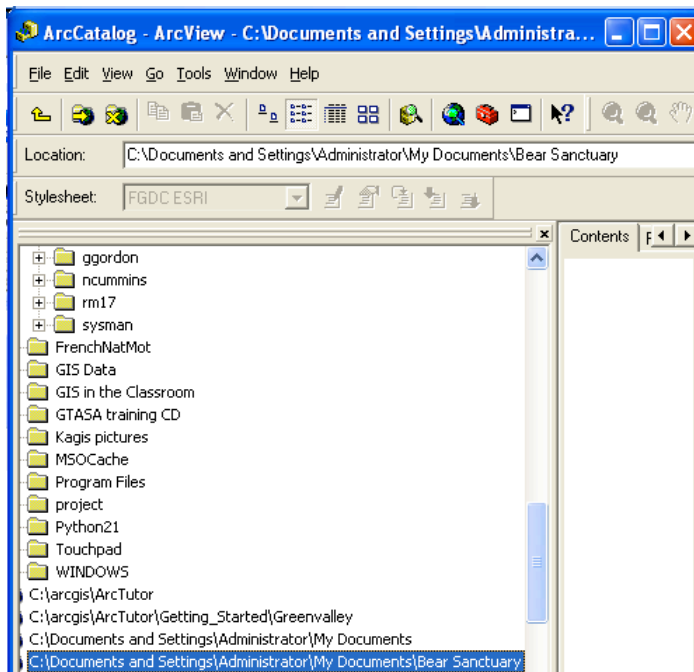 ArcCatalog - ArcView - C:\Documents and Settings\Administra...
File Edit View Go Tools Window Help
Location: C:\Documents and Settings\Administrator\My Documents\Bear Sanctuary
Stylesheet: FGDC ESRI
Contents
ggordon
ncummins
rm17
sysman
FrenchNatMot
GIS Data
GIS in the Classroom
GTASA training CD
Kagis pictures
MSOCache
Program Files
project
Python21
Touchpad
WINDOWS
C:\arcgis\ArcTutor
C:\arcgis\ArcTutor\Getting_Started\Greenvalley
C:\Documents and Settings\Administrator\My Documents
C:\Documents and Settings\Administrator\My Documents\Bear Sanctuary